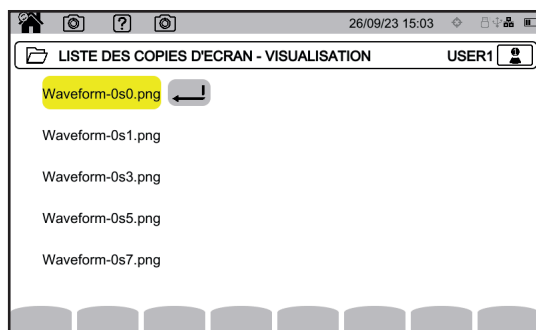 26/09/23 15:03
LISTE DES COPIES D'ECRAN - VISUALISATION USER1
Waveform-0s0.png
Waveform-0s1.png
Waveform-0s3.png
Waveform-0s5.png
Waveform-0s7.png